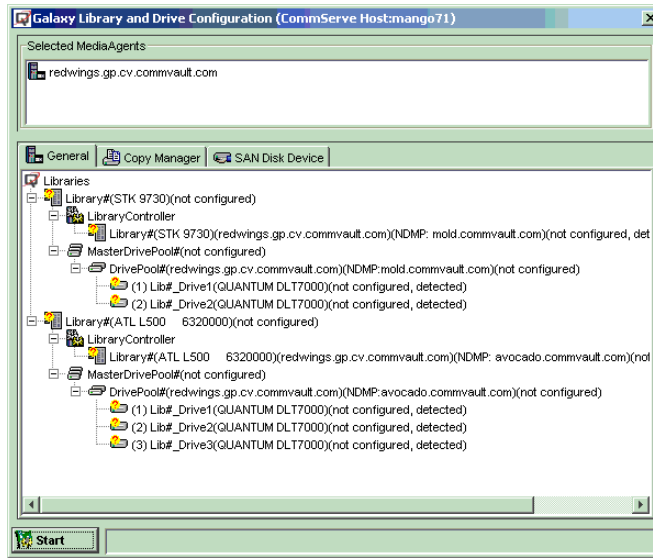 Galaxy Library and Drive Configuration (CommServe Host:mango71)
Selected MediaAgents
redwings.gp.cv.commvault.com
General Copy Manager SAN Disk Device
Libraries
Library#(STK 9730)(not configured)
LibraryController
Library#(STK 9730)(redwings.gp.cv.commvault.com)(NDMP: mold.commvault.com)(not configured, det
MasterDrivePool#(not configured)
DrivePool#(redwings.gp.cv.commvault.com)(NDMP:mold.commvault.com)(not configured)
(1) Lib#_Drive1(QUANTUM DLT7000)(not configured, detected)
(2) Lib#_Drive2(QUANTUM DLT7000)(not configured, detected)
Library#(ATL L500 6320000)(not configured)
LibraryController
Library#(ATL L500 6320000)(redwings.gp.cv.commvault.com)(NDMP: avocado.commvault.com)(not
MasterDrivePool#(not configured)
DrivePool#(redwings.gp.cv.commvault.com)(NDMP:avocado.commvault.com)(not configured)
(1) Lib#_Drive1(QUANTUM DLT7000)(not configured, detected)
(2) Lib#_Drive2(QUANTUM DLT7000)(not configured, detected)
(3) Lib#_Drive3(QUANTUM DLT7000)(not configured, detected)
Start